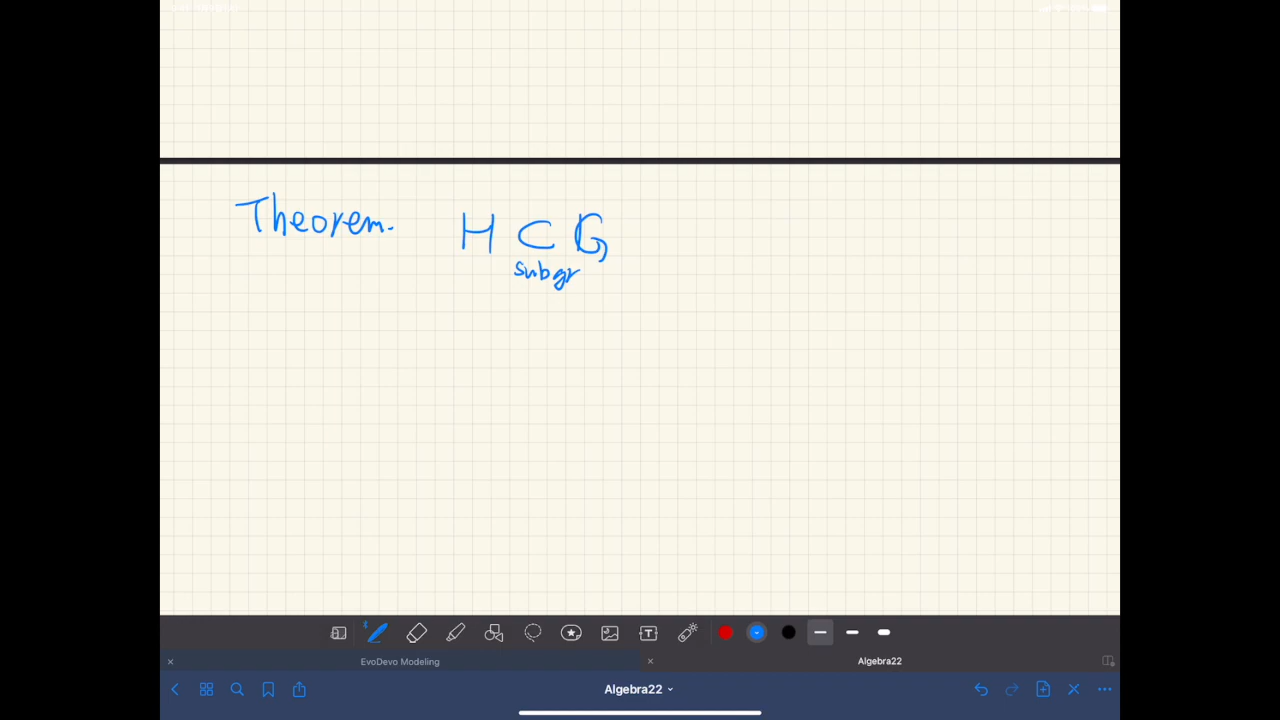 Theorem. H ⊂ G
subgr
EvoDevo Modeling
Algebra22
Algebra22